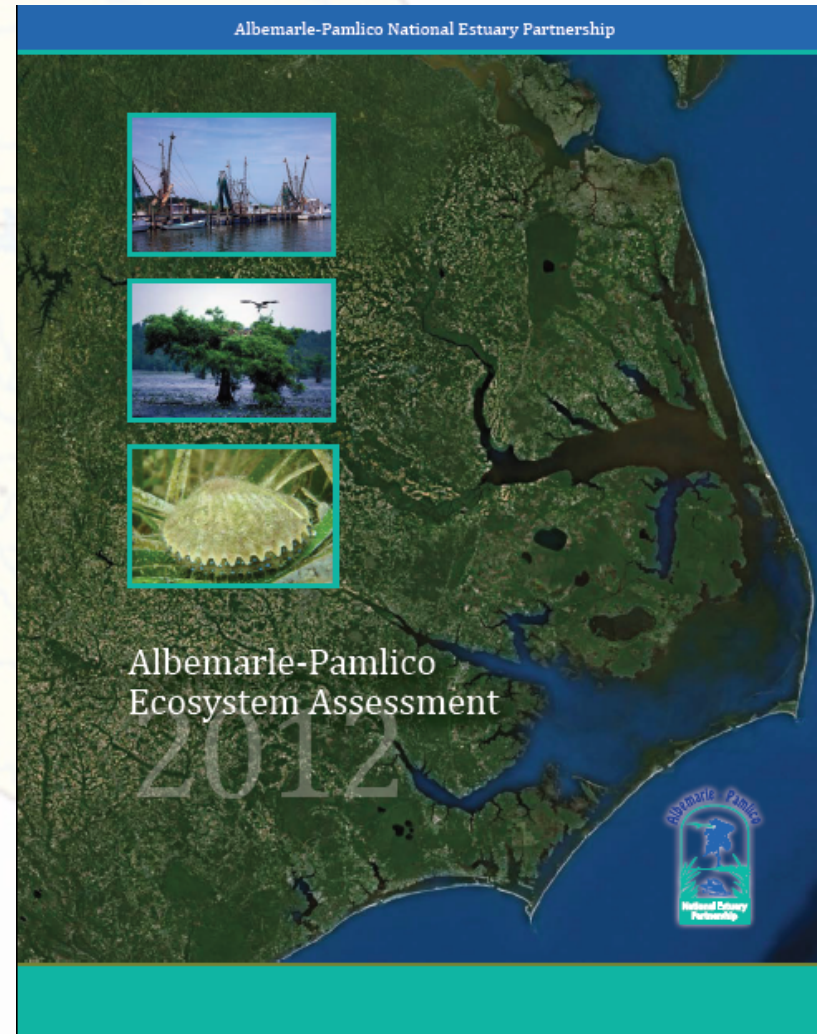 Albemarle-Pamlico National Estuary Partnership
Albemarle-Pamlico
Ecosystem Assessment
2012
Albemarle - Pamlico
National Estuary
Partnership